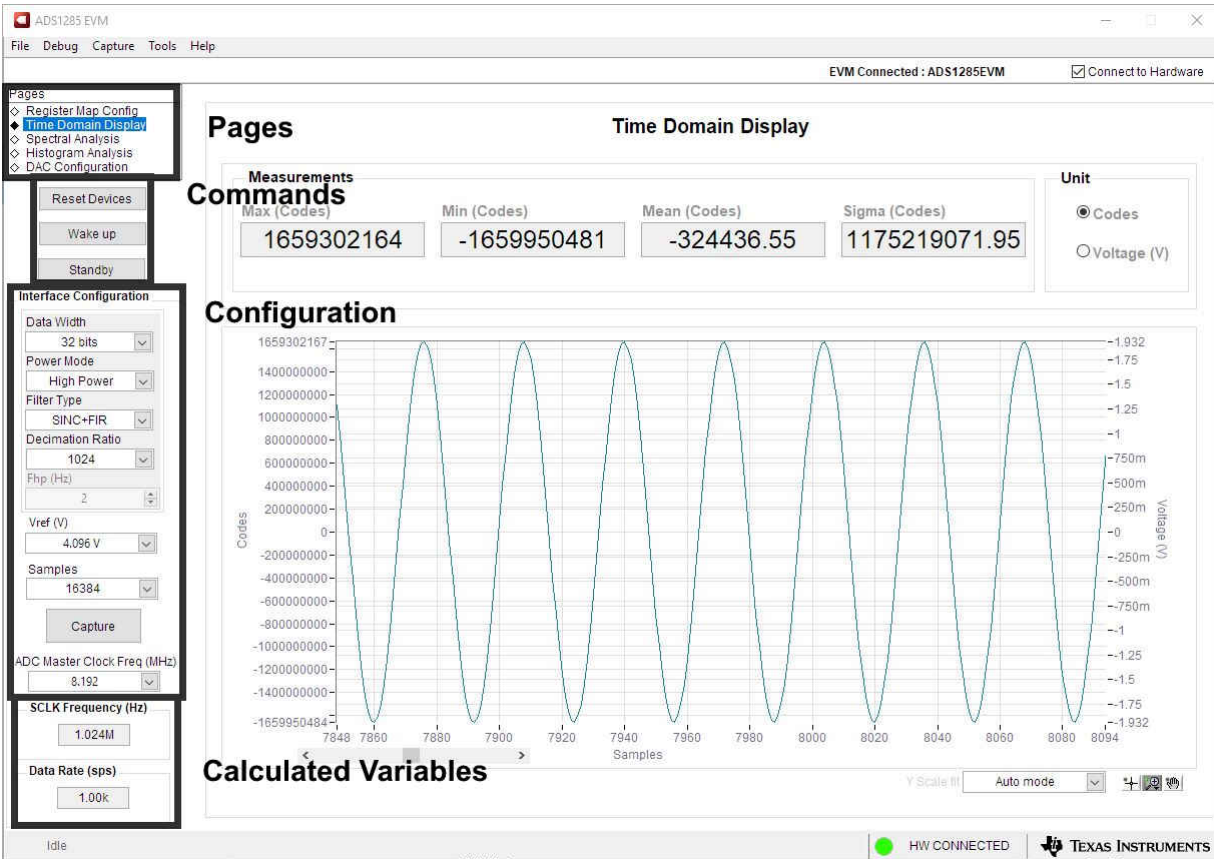 ADS1285 EVM
File Debug Capture Tools Help
EVM Connected : ADS1285EVM
Connect to Hardware
Pages
Register Map Config
Time Domain Display
Spectral Analysis
Histogram Analysis
DAC Configuration
Pages
Time Domain Display
Reset Devices
Wake up
Standby
Commands
Measurements
Max (Codes) Min (Codes) Mean (Codes) Sigma (Codes)
1659302164 -1659950481 -324436.55 1175219071.95
Unit
Codes
Voltage (V)
Interface Configuration
Data Width
32 bits
Power Mode
High Power
Filter Type
SINC+FIR
Decimation Ratio
1024
Fhp (Hz)
2
Vref (V)
4.096 V
Samples
16384
Capture
ADC Master Clock Freq (MHz)
8.192
Configuration
Codes
1659302167
1400000000
1200000000
1000000000
800000000
600000000
400000000
200000000
0
-200000000
-400000000
-600000000
-800000000
-1000000000
-1200000000
-1400000000
-1659950484
1.932
1.75
1.5
1.25
1
750m
500m
250m
0
-250m
-500m
-750m
-1
-1.25
-1.5
-1.75
-1.932
Voltage (V)
7848 7860 7880 7900 7920 7940 7960 7980 8000 8020 8040 8060 8080 8094
Samples
SCLK Frequency (Hz)
1.024M
Data Rate (sps)
1.00k
Calculated Variables
Y Scale fit
Auto mode
Idle
HW CONNECTED
TEXAS INSTRUMENTS